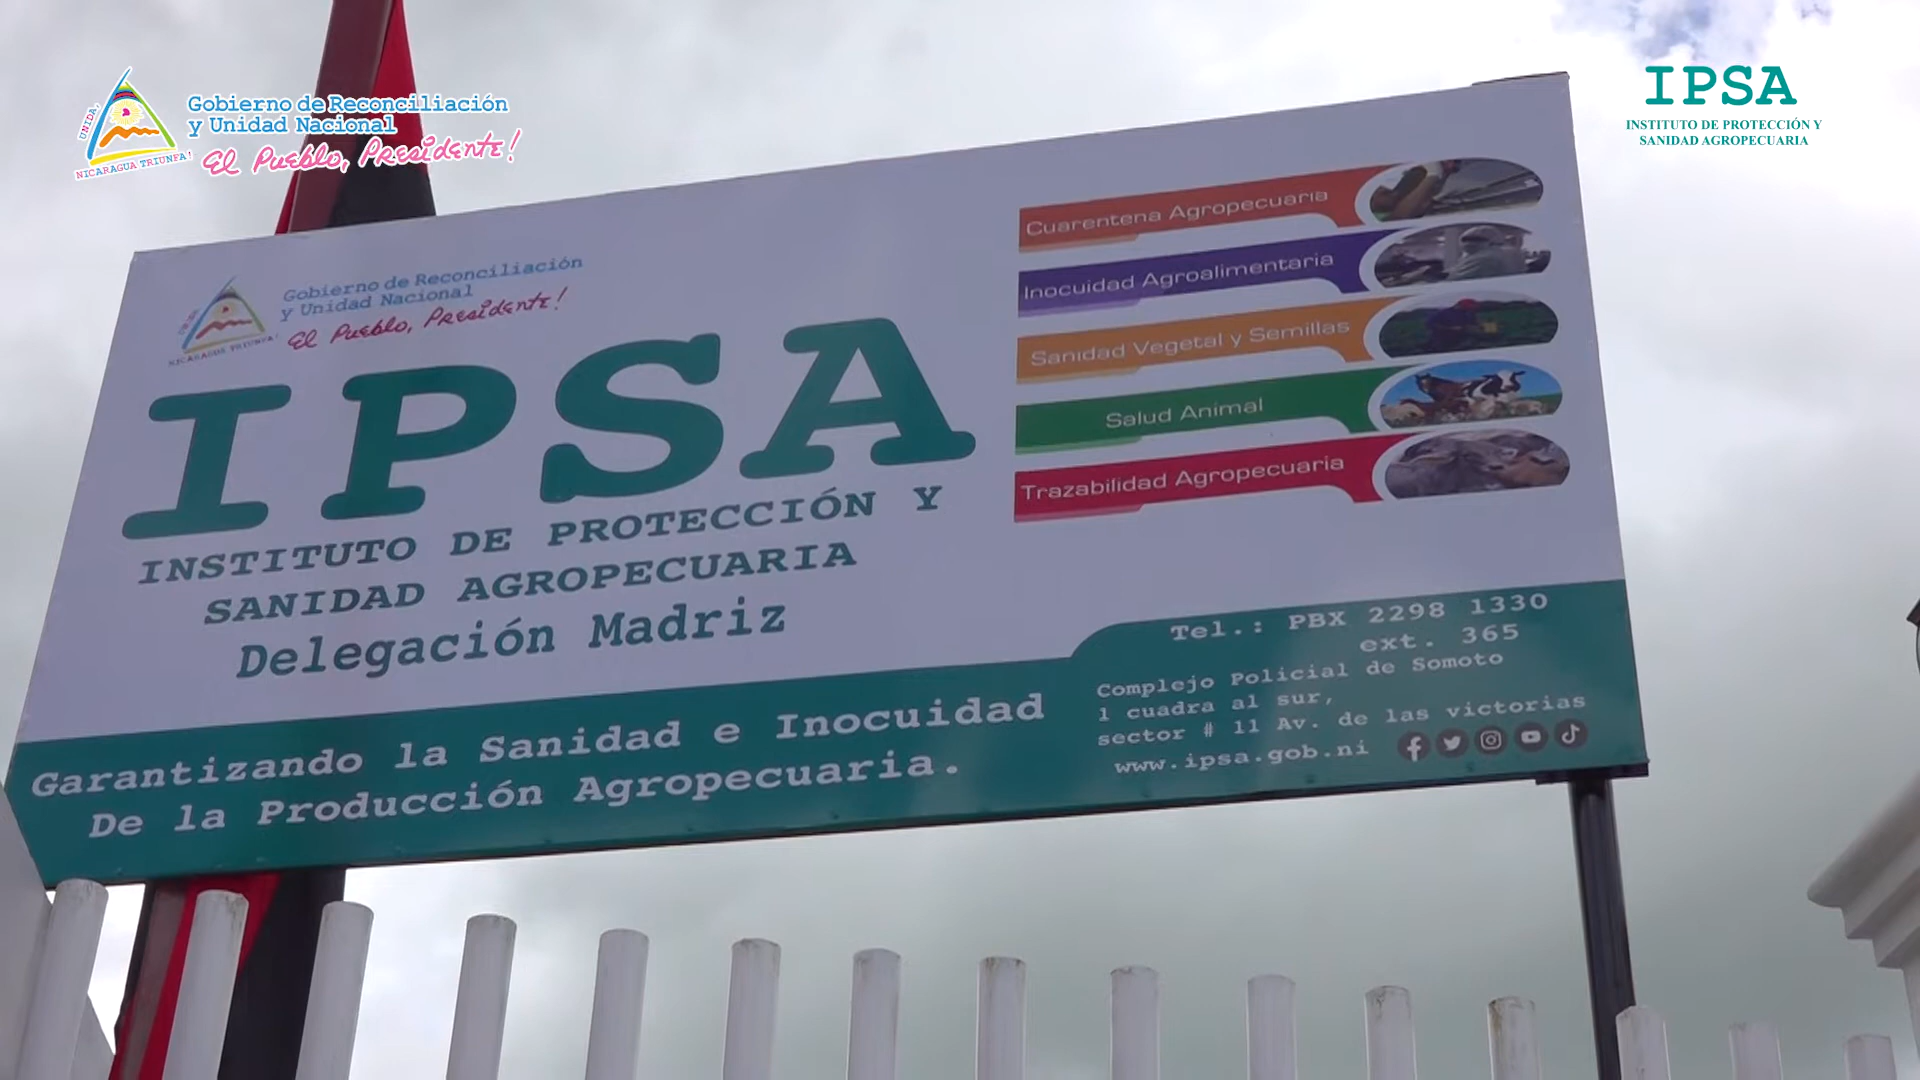 UNIDA,
NICARAGUA TRIUNFA!
Gobierno de Reconciliación
y Unidad Nacional
El Pueblo, Presidente!
IPSA
INSTITUTO DE PROTECCIÓN Y
SANIDAD AGROPECUARIA
UNIDA,
NICARAGUA TRIUNFA!
Gobierno de Reconciliación
y Unidad Nacional
El Pueblo, Presidente!
IPSA
INSTITUTO DE PROTECCIÓN Y
SANIDAD AGROPECUARIA
Delegación Madriz
Cuarentena Agropecuaria
Inocuidad Agroalimentaria
Sanidad Vegetal y Semillas
Salud Animal
Trazabilidad Agropecuaria
Garantizando la Sanidad e Inocuidad
De la Producción Agropecuaria.
Tel.: PBX 2298 1330
ext. 365
Complejo Policial de Somoto
1 cuadra al sur,
sector # 11 Av. de las victorias
www.ipsa.gob.ni